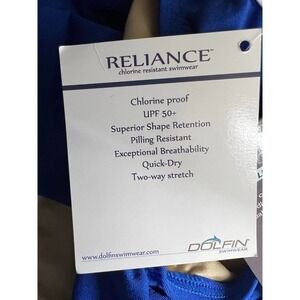 RELIANCE™
chlorine resistant swimwear
Chlorine proof
UPF 50+
Superior Shape Retention
Pilling Resistant
Exceptional Breathability
Quick-Dry
Two-way stretch
DOLFIN
SWIMWEAR
www.dolfinswimwear.com